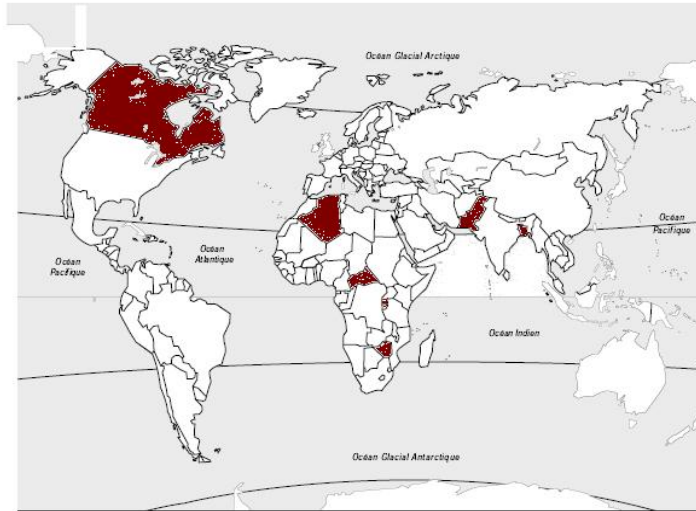 Océan Glacial Arctique
Océan
Pacifique
Océan
Atlantique
Océan
Pacifique
Océan Indien
Océan Glacial Antarctique